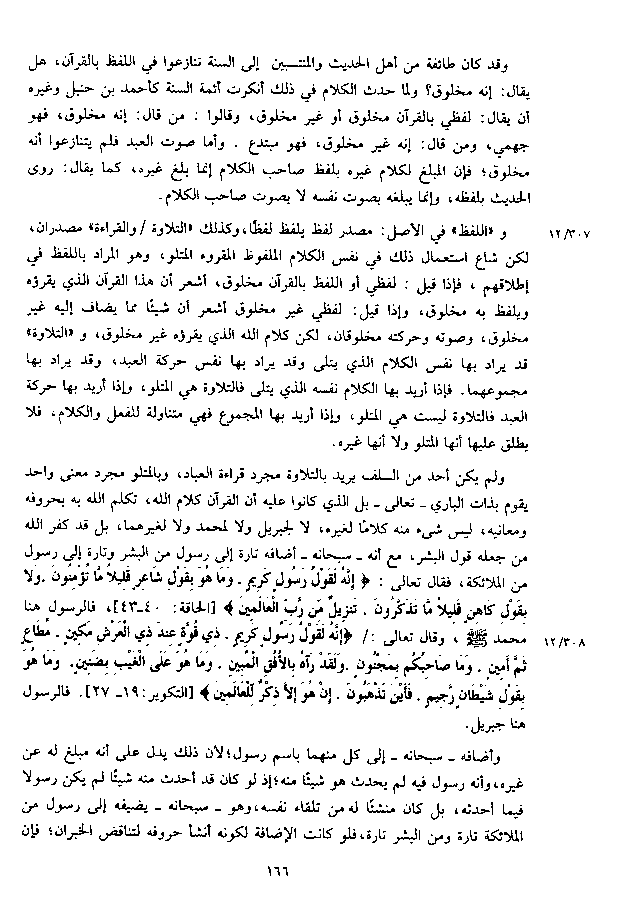 وقد كان طائفة من أهل الحديث والمنتسبين إلى السنة تنازعوا في اللفظ بالقرآن، هل
يقال: إنه مخلوق؟ ولما حدث الكلام في ذلك أنكرت أئمة السنة كأحمد بن حنبل وغيره
أن يقال: لفظي بالقرآن مخلوق أو غير مخلوق، وقالوا : من قال: إنه مخلوق، فهو
جهمي، ومن قال: إنه غير مخلوق، فهو مبتدع . وأما صوت العبد فلم يتنازعوا أنه
مخلوق؛ فإن المبلغ لكلام غيره بلفظ صاحب الكلام إنما بلغ غيره، كما يقال: روى
الحديث بلفظه، وإنما يبلغه بصوت نفسه لا بصوت صاحب الكلام.
١٢/٣٠٧ و «اللفظ» في الأصل: مصدر لفظ يلفظ لفظًا، وكذلك «التلاوة /والقراءة» مصدران،
لكن شاع استعمال ذلك في نفس الكلام الملفوظ المقروء المتلو، وهو المراد باللفظ في
إطلاقهم ، فإذا قيل : لفظي أو اللفظ بالقرآن مخلوق، أشعر أن هذا القرآن الذي يقرؤه
ويلفظ به مخلوق، وإذا قيل: لفظي غير مخلوق أشعر أن شيئًا مما يضاف إليه غير
مخلوق، وصوته وحركته مخلوقان، لكن كلام الله الذي يقرؤه غير مخلوق، و «التلاوة»
قد يراد بها نفس الكلام الذي يتلى وقد يراد بها نفس حركة العبد، وقد يراد بها
مجموعهما. فإذا أريد بها الكلام نفسه الذي يتلى فالتلاوة هي المتلو، وإذا أريد بها حركة
العبد فالتلاوة ليست هي المتلو، وإذا أريد بها المجموع فهي متناولة للفعل والكلام، فلا
يطلق عليها أنها المتلو ولا أنها غيره.
ولم يكن أحد من السلف يريد بالتلاوة مجرد قراءة العباد، وبالمتلو مجرد معنى واحد
يقوم بذات الباري ـ تعالى ـ بل الذي كانوا عليه أن القرآن كلام الله، تكلم الله به بحروفه
ومعانيه، ليس شيء منه كلامًا لغيره، لا لجبريل ولا لمحمد ولا لغيرهما، بل قد كفر الله
من جعله قول البشر، مع أنه ـ سبحانه ـ أضافه تارة إلى رسول من البشر وتارة إلى رسول
من الملائكة، فقال تعالى : ﴿ إِنَّهُ لَقَوْلُ رَسُولٍ كَرِيمٍ . وَمَا هُوَ بِقَوْلِ شَاعِرٍ قَلِيلاً مَّا تُؤْمِنُونَ .وَلا
بِقَوْلِ كَاهِنٍ قَلِيلاً مَّا تَذَكَّرُونَ . تَنزِيلٌ مِّن رَّبِّ الْعَالَمِينَ ﴾ [الحاقة: ٤٠ـ٤٣]، فالرسول هنا
١٢/٣٠٨ محمد ﷺ ، وقال تعالى :/ ﴿إِنَّهُ لَقَوْلُ رَسُولٍ كَرِيمٍ . ذِي قُوَّةٍ عِندَ ذِي الْعَرْشِ مَكِينٍ . مُطَاعٍ
ثَمَّ أَمِينٍ . وَمَا صَاحِبُكُم بِمَجْنُونٍ .وَلَقَدْ رَآهُ بِالأُفُقِ الْمُبِينِ . وَمَا هُوَ عَلَى الْغَيْبِ بِضَنِينٍ. وَمَا هُوَ
بِقَوْلِ شَيْطَانٍ رَّجِيمٍ . فَأَيْنَ تَذْهَبُونَ . إِنْ هُوَ إِلاَّ ذِكْرٌ لِّلْعَالَمِينَ﴾ [التكوير:١٩ـ ٢٧]. فالرسول
هنا جبريل.
وأضافه ـ سبحانه ـ إلى كل منهما باسم رسول؛لأن ذلك يدل على أنه مبلغ له عن
غيره،وأنه رسول فيه لم يحدث هو شيئًا منه؛إذ لو كان قد أحدث منه شيئًا لم يكن رسولا
فيما أحدثه، بل كان منشئًا له من تلقاء نفسه،وهو ـ سبحانه ـ يضيفه إلى رسول من
الملائكة تارة ومن البشر تارة،فلو كانت الإضافة لكونه أنشأ حروفه لتناقض الخبران؛ فإن
١٦٦